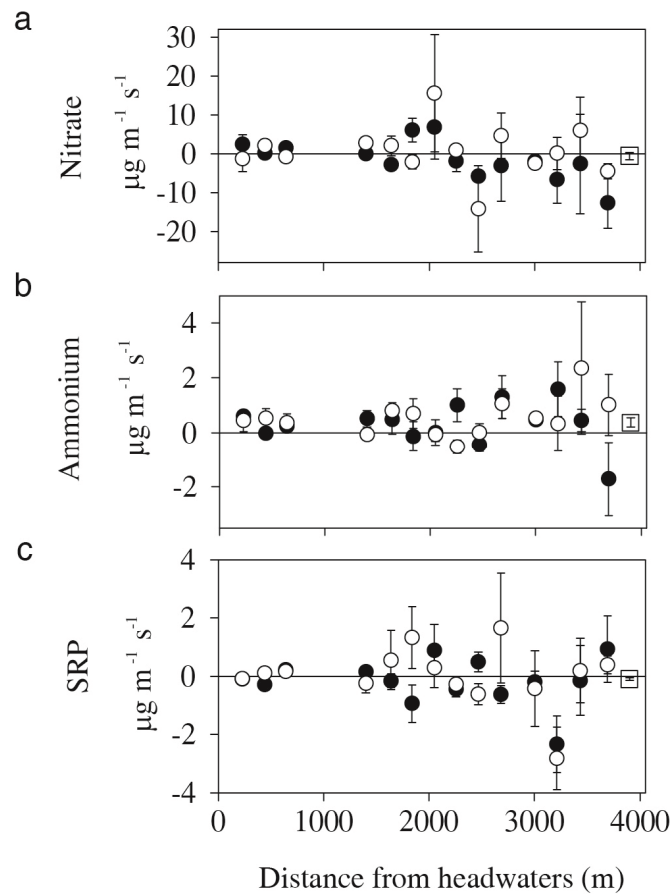 a
30
20
10
0
-10
-20
Nitrate
µg m⁻¹ s⁻¹
b
4
2
0
-2
Ammonium
µg m⁻¹ s⁻¹
c
4
2
0
-2
-4
SRP
µg m⁻¹ s⁻¹
0 1000 2000 3000 4000
Distance from headwaters (m)